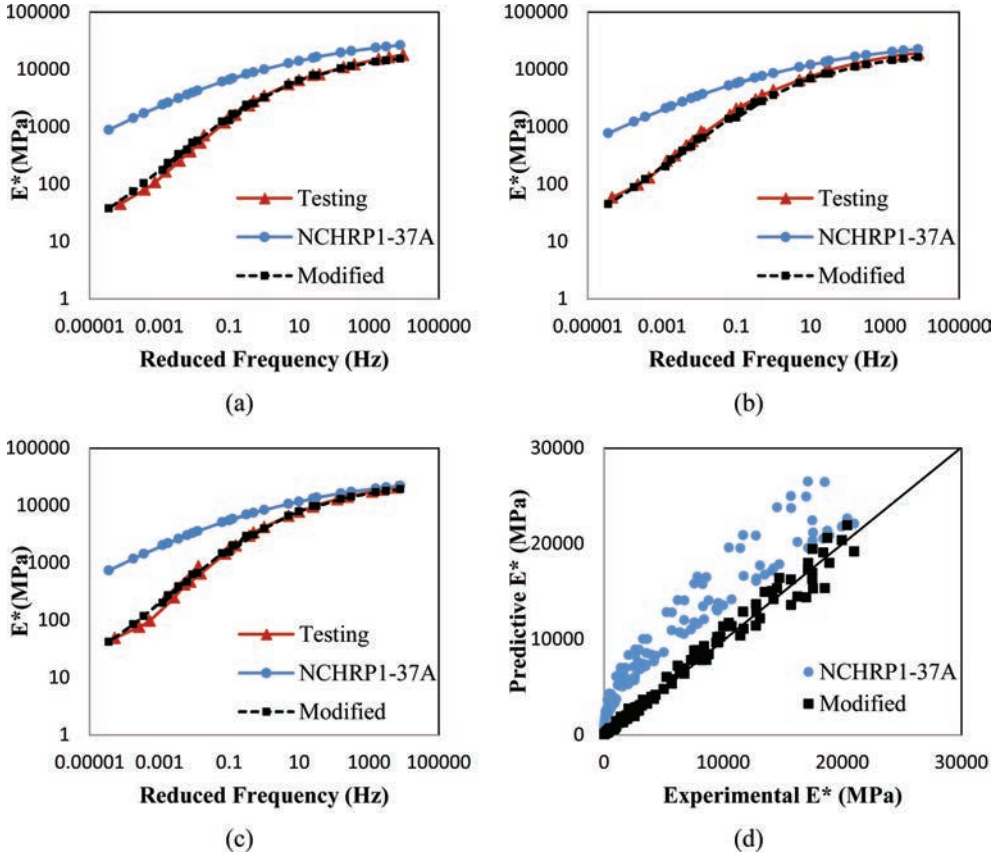 100000
10000
1000
100
10
1
E*(MPa)
Testing
NCHRP1-37A
Modified
0.00001 0.001 0.1 10 1000 100000
Reduced Frequency (Hz)
(a)
100000
10000
1000
100
10
1
E*(MPa)
Testing
NCHRP1-37A
Modified
0.00001 0.001 0.1 10 1000 100000
Reduced Frequency (Hz)
(b)
100000
10000
1000
100
10
1
E*(MPa)
Testing
NCHRP1-37A
Modified
0.00001 0.001 0.1 10 1000 100000
Reduced Frequency (Hz)
(c)
30000
20000
10000
0
Predictive E* (MPa)
NCHRP1-37A
Modified
0 10000 20000 30000
Experimental E* (MPa)
(d)